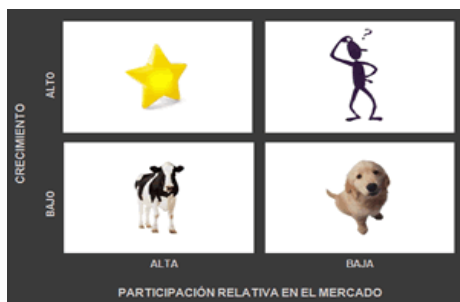 ?
CRECIMIENTO
ALTO
BAJO
ALTA
BAJA
PARTICIPACIÓN RELATIVA EN EL MERCADO